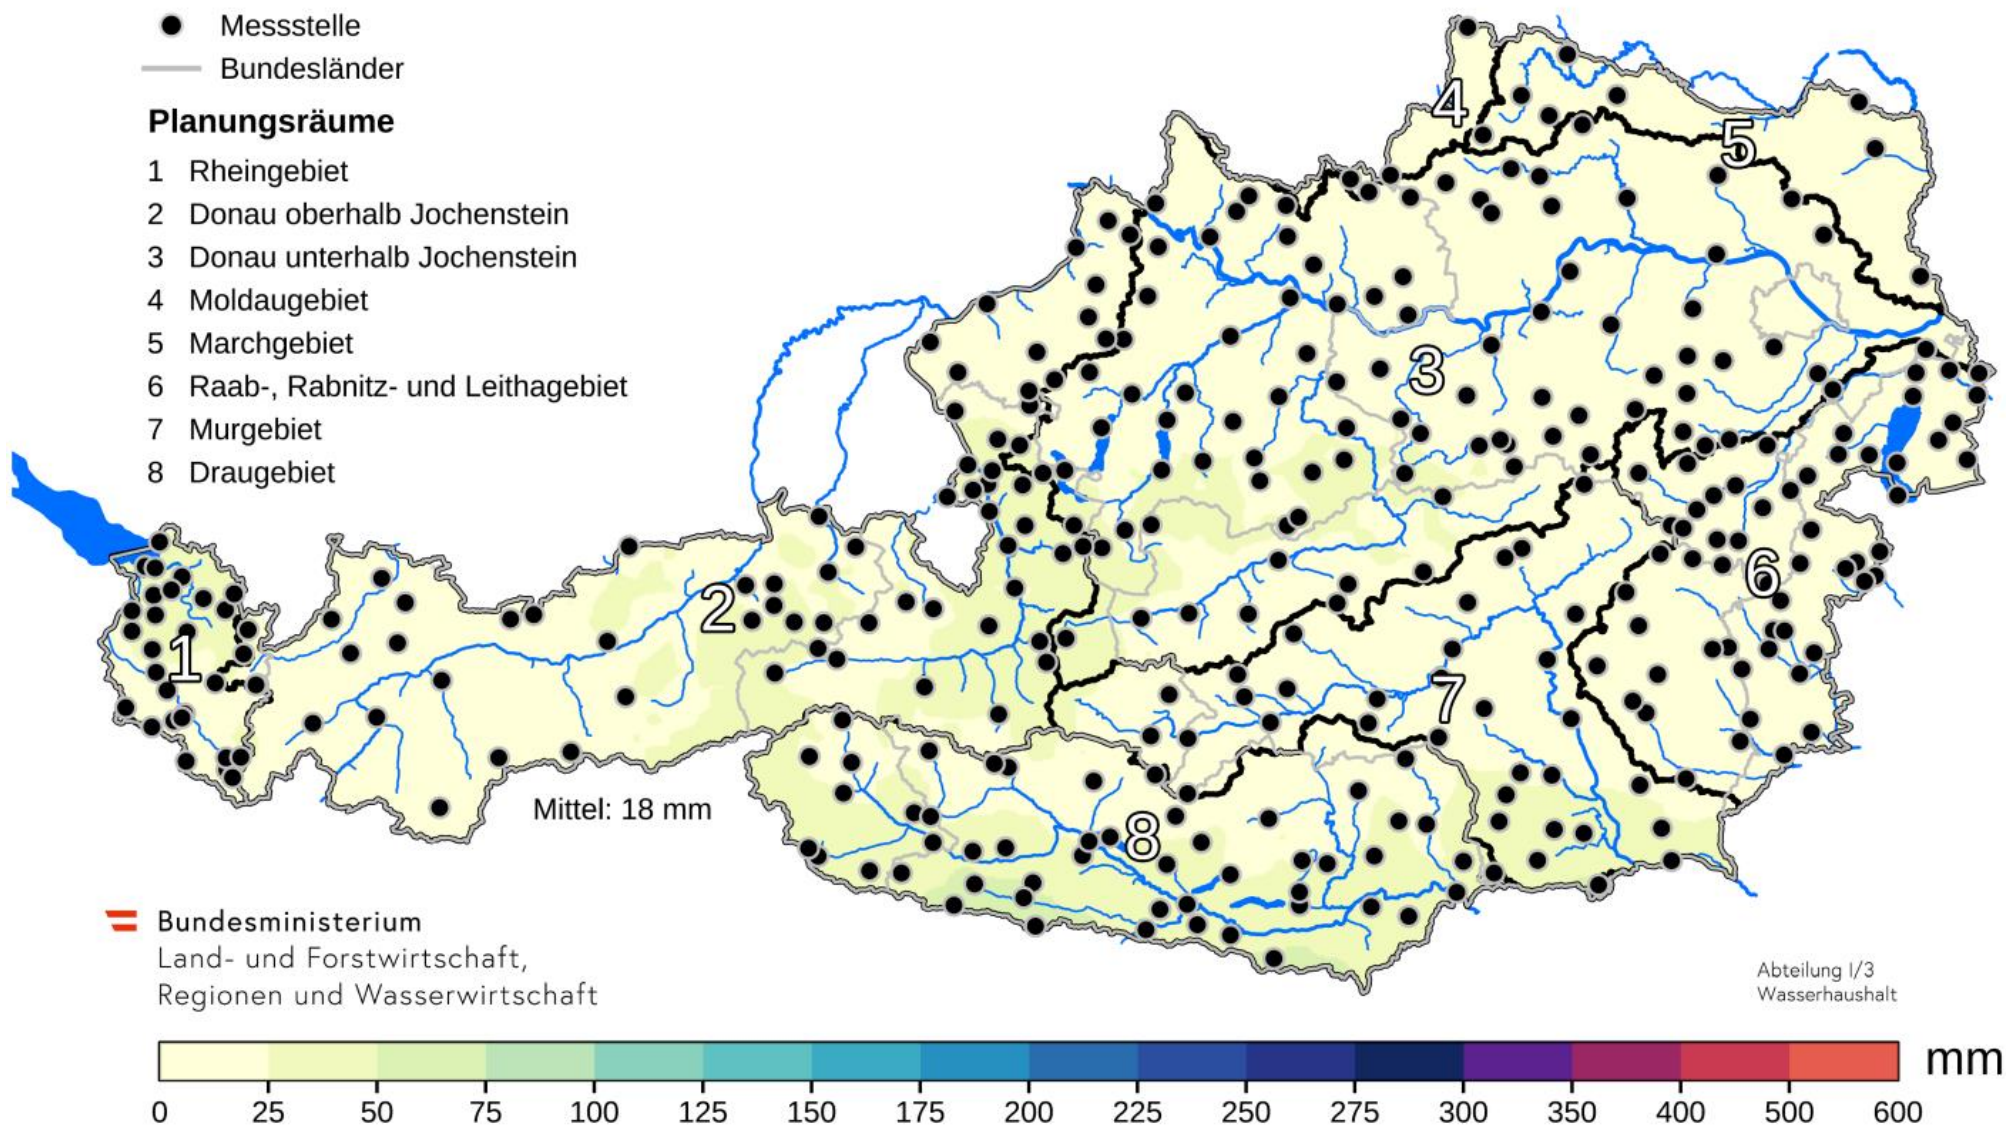 Messstelle
Bundesländer
Planungsräume
1 Rheingebiet
2 Donau oberhalb Jochenstein
3 Donau unterhalb Jochenstein
4 Moldaugebiet
5 Marchgebiet
6 Raab-, Rabnitz- und Leithagebiet
7 Murgebiet
8 Draugebiet
4
5
3
6
2
1
7
8
Mittel: 18 mm
Bundesministerium
Land- und Forstwirtschaft,
Regionen und Wasserwirtschaft
Abteilung I/3
Wasserhaushalt
mm
0 25 50 75 100 125 150 175 200 225 250 275 300 350 400 500 600